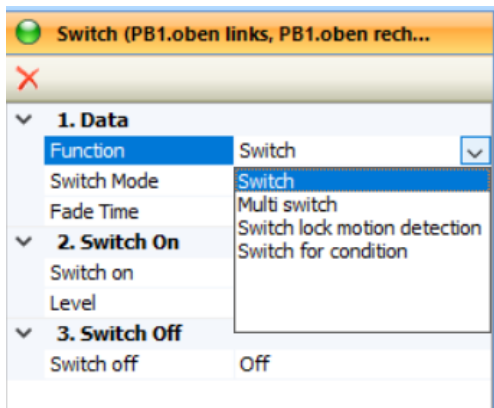 Switch (PB1.oben links, PB1.oben rech...
1. Data
Function Switch
Switch Mode Switch
Multi switch
Fade Time
Switch lock motion detection
2. Switch On
Switch for condition
Switch on
Level
3. Switch Off
Switch off Off